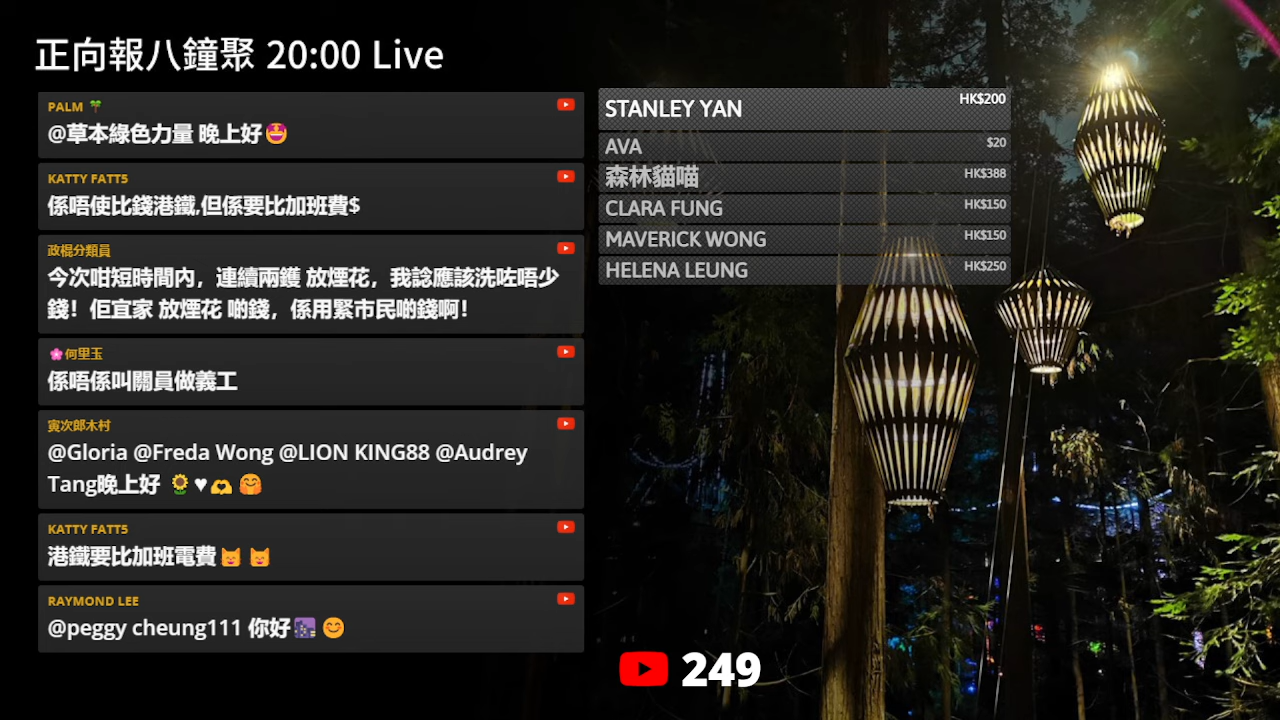 正向報八鐘聚 20:00 Live
PALM 🌴
@草本綠色力量 晚上好🤩
KATTY FATT5
係唔使比錢港鐵,但係要比加班費$
政棍分類員
今次咁短時間內，連續兩鑊 放煙花，我諗應該洗咗唔少
錢！佢宜家 放煙花 啲錢，係用緊市民啲錢啊！
🌸何里玉
係唔係叫關員做義工
寅次郎木村
@Gloria @Freda Wong @LION KING88 @Audrey
Tang晚上好 🌻♥🫶 🤗
KATTY FATT5
港鐵要比加班電費😸 😸
RAYMOND LEE
@peggy cheung111 你好🌆 😊
STANLEY YAN HK$200
AVA $20
森林貓喵 HK$388
CLARA FUNG HK$150
MAVERICK WONG HK$150
HELENA LEUNG HK$250
249